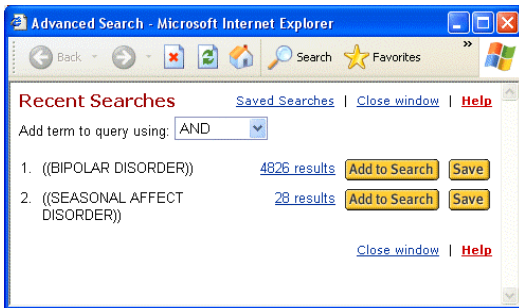 Advanced Search - Microsoft Internet Explorer
Back Search Favorites »
Recent Searches Saved Searches | Close window | Help
Add term to query using: AND
1. ((BIPOLAR DISORDER)) 4826 results Add to Search Save
2. ((SEASONAL AFFECT 28 results Add to Search Save
DISORDER))
Close window | Help